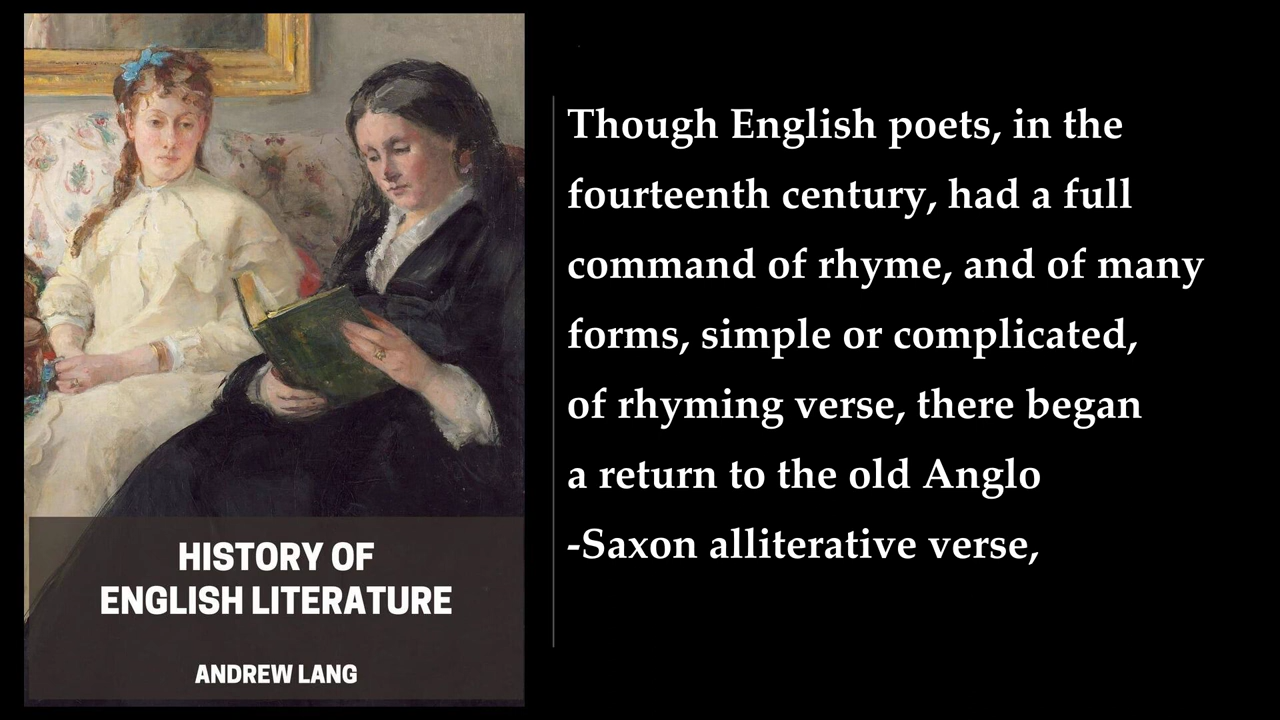 HISTORY OF
ENGLISH LITERATURE
ANDREW LANG
Though English poets, in the
fourteenth century, had a full
command of rhyme, and of many
forms, simple or complicated,
of rhyming verse, there began
a return to the old Anglo
-Saxon alliterative verse,